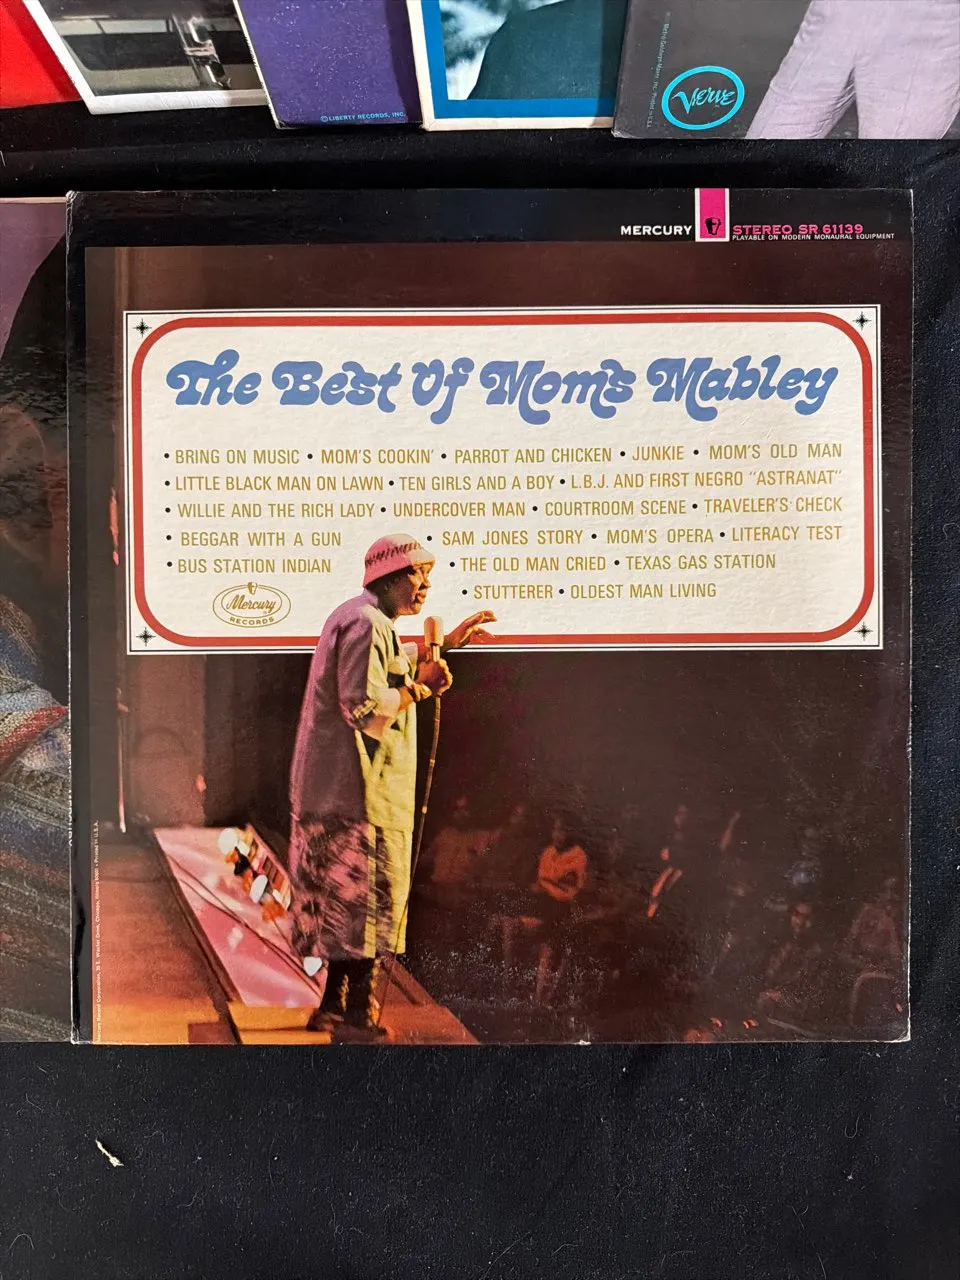 © LIBERTY RECORDS, INC.
Verve
MERCURY
STEREO SR 61139
PLAYABLE ON MODERN MONAURAL EQUIPMENT
The Best Of Mom's Mabley
• BRING ON MUSIC • MOM'S COOKIN' • PARROT AND CHICKEN • JUNKIE • MOM'S OLD MAN
• LITTLE BLACK MAN ON LAWN • TEN GIRLS AND A BOY • L.B.J. AND FIRST NEGRO "ASTRANAT"
• WILLIE AND THE RICH LADY • UNDERCOVER MAN • COURTROOM SCENE • TRAVELER'S CHECK
• BEGGAR WITH A GUN • SAM JONES STORY • MOM'S OPERA • LITERACY TEST
• BUS STATION INDIAN • THE OLD MAN CRIED • TEXAS GAS STATION
• STUTTERER • OLDEST MAN LIVING
Mercury
RECORDS